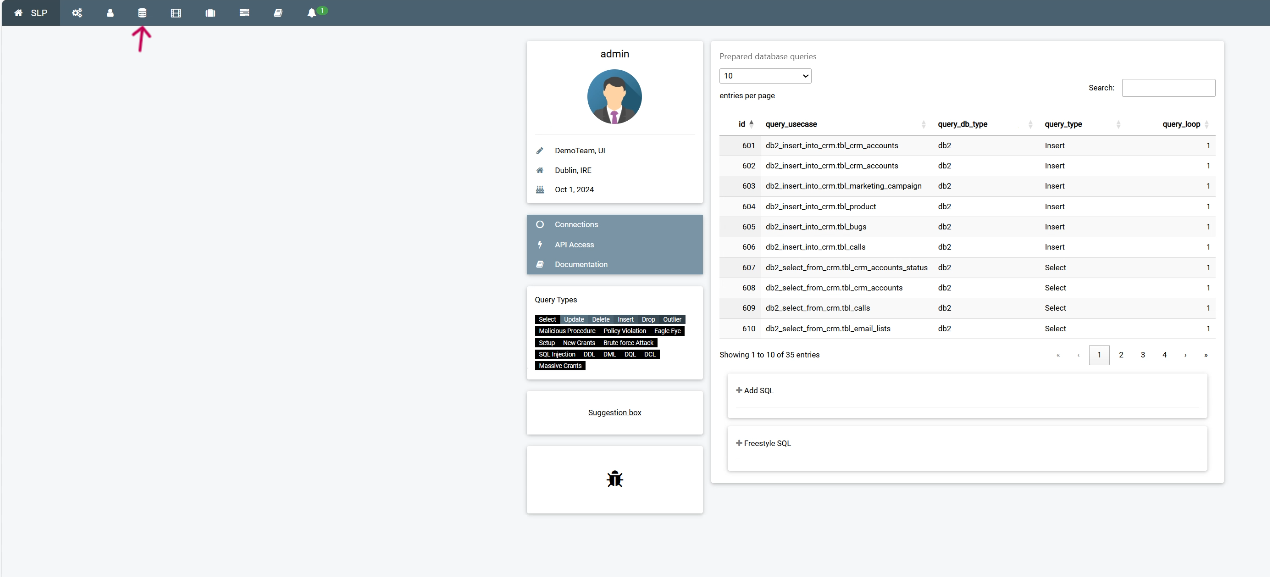 SLP
1
admin
DemoTeam, UI
Dublin, IRE
Oct 1, 2024
Connections
API Access
Documentation
Query Types
Select Update Delete Insert Drop Outlier
Malicious Procedure Policy Violation Eagle Eye
Setup New Grants Brute force Attack
SQL Injection DDL DML DQL DCL
Massive Grants
Suggestion box
Prepared database queries
10
entries per page
Search:
id query_usecase query_db_type query_type query_loop
601 db2_insert_into_crm.tbl_crm_accounts db2 Insert 1
602 db2_insert_into_crm.tbl_crm_accounts db2 Insert 1
603 db2_insert_into_crm.tbl_marketing_campaign db2 Insert 1
604 db2_insert_into_crm.tbl_product db2 Insert 1
605 db2_insert_into_crm.tbl_bugs db2 Insert 1
606 db2_insert_into_crm.tbl_calls db2 Insert 1
607 db2_select_from_crm.tbl_crm_accounts_status db2 Select 1
608 db2_select_from_crm.tbl_crm_accounts db2 Select 1
609 db2_select_from_crm.tbl_calls db2 Select 1
610 db2_select_from_crm.tbl_email_lists db2 Select 1
Showing 1 to 10 of 35 entries
« ‹ 1 2 3 4 › »
+ Add SQL
+ Freestyle SQL